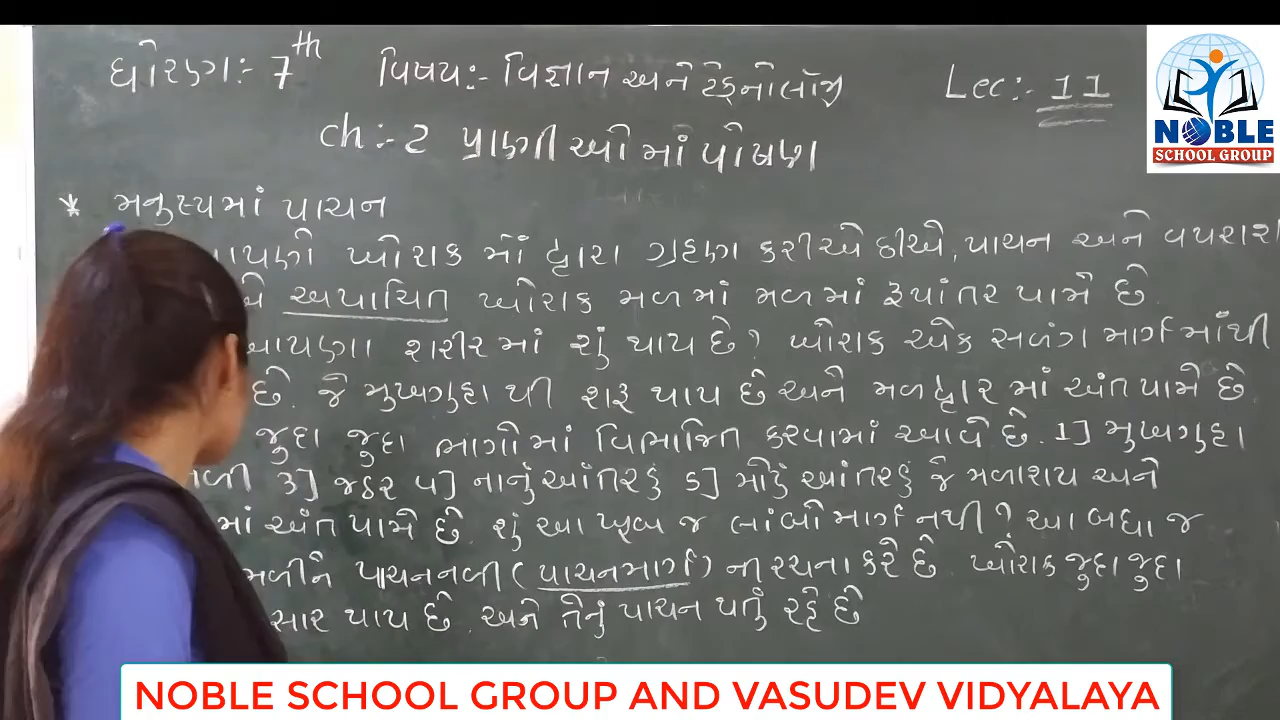 ધોરણ:- 7th વિષય:- વિજ્ઞાન અને ટેકનોલૉજી Lec:- 11
NOBLE
SCHOOL GROUP
ch:- 2 પ્રાણીઓમાં પોષણ
* મનુષ્યમાં પાચન
ખોરાક મોં દ્વારા ગ્રહણ કરીએ છીએ, પાચન અને વપરાશ
અપાચિત ખોરાક મળમાં મળમાં રૂપાંતર પામે છે.
આપણા શરીરમાં શું થાય છે? ખોરાક એક સળંગ માર્ગમાંથી
છે. જે મુખગુહાથી શરૂ થાય છે અને મળદ્વારમાં અંત પામે છે.
જુદા જુદા ભાગોમાં વિભાજિત કરવામાં આવે છે. 1] મુખગુહા
3] જઠર ૪] નાનું આંતરડું 5] મોટું આંતરડું જે મળાશય અને
માં અંત પામે છે. શું આ ખૂબ જ લાંબો માર્ગ નથી? આ બધા જ
મળીને પાચનનળી (પાચનમાર્ગ) ની રચના કરે છે. ખોરાક જુદા જુદા
સાર થાય છે. અને તેનું પાચન થતું રહે છે
NOBLE SCHOOL GROUP AND VASUDEV VIDYALAYA